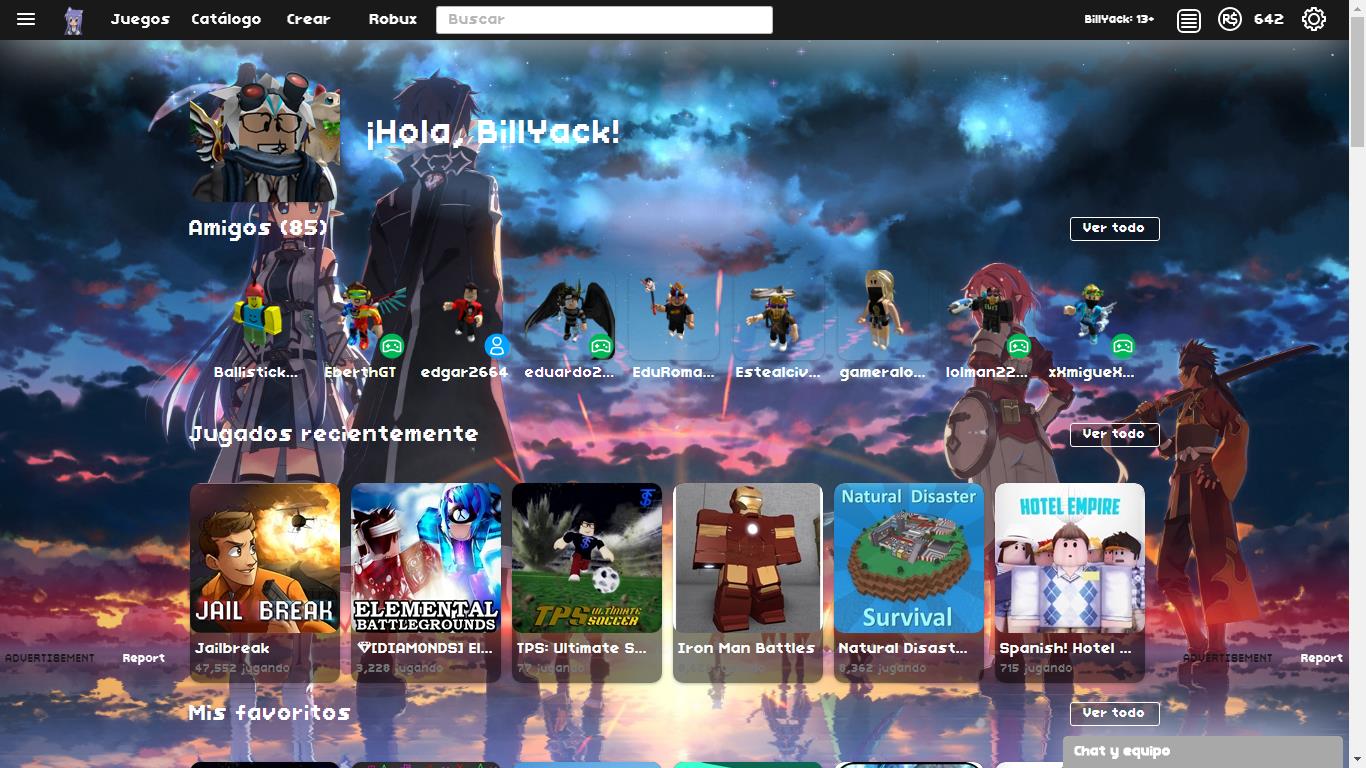 Juegos Catálogo Crear Robux Buscar BillYack: 13+ R$ 642
¡Hola, BillYack!
Amigos (85) Ver todo
Ballistick... EberthGT edgar2664 eduardo2... EduRoma... Estealciv... gameralo... lolman22... xXmigueX...
Jugados recientemente Ver todo
Natural Disaster
HOTEL EMPIRE
JAIL BREAK ELEMENTAL BATTLEGROUNDS TPS ULTIMATE SOCCER Survival
Jailbreak [DIAMONDS] El... TPS: Ultimate S... Iron Man Battles Natural Disast... Spanish! Hotel ...
47,552 jugando 3,228 jugando 77 jugando jugando 8,362 jugando 715 jugando
ADVERTISEMENT Report ADVERTISEMENT Report
Mis favoritos Ver todo
Chat y equipo